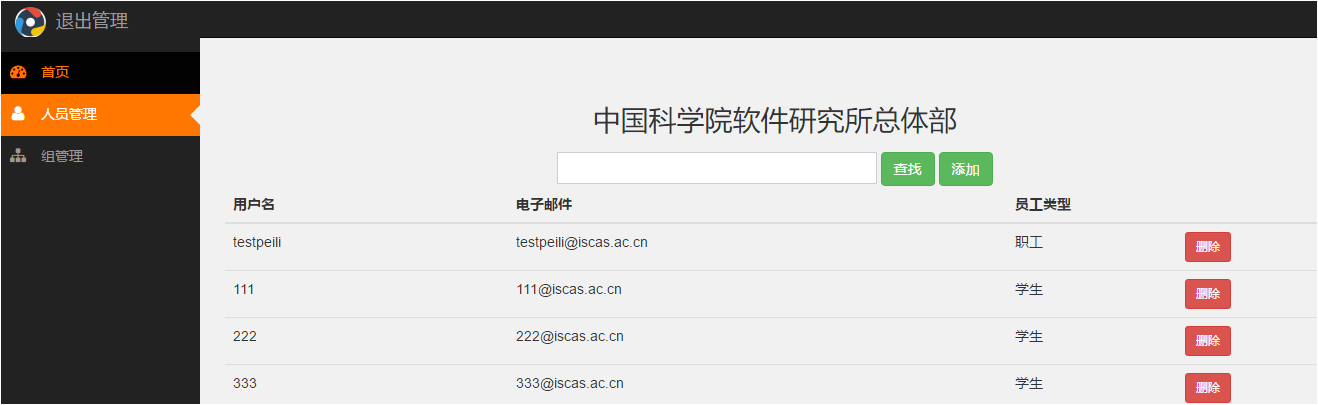 退出管理
首页
人员管理
组管理
中国科学院软件研究所总体部
查找 添加
用户名 电子邮件 员工类型
testpeili testpeili@iscas.ac.cn 职工 删除
111 111@iscas.ac.cn 学生 删除
222 222@iscas.ac.cn 学生 删除
333 333@iscas.ac.cn 学生 删除